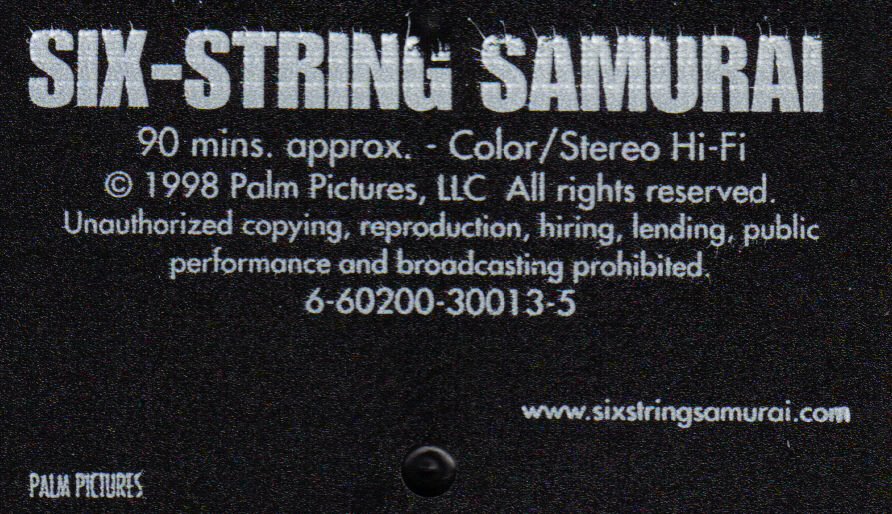 SIX-STRING SAMURAI
90 mins. approx. - Color/Stereo Hi-Fi
© 1998 Palm Pictures, LLC All rights reserved.
Unauthorized copying, reproduction, hiring, lending, public
performance and broadcasting prohibited.
6-60200-30013-5
www.sixstringsamurai.com
PALM PICTURES